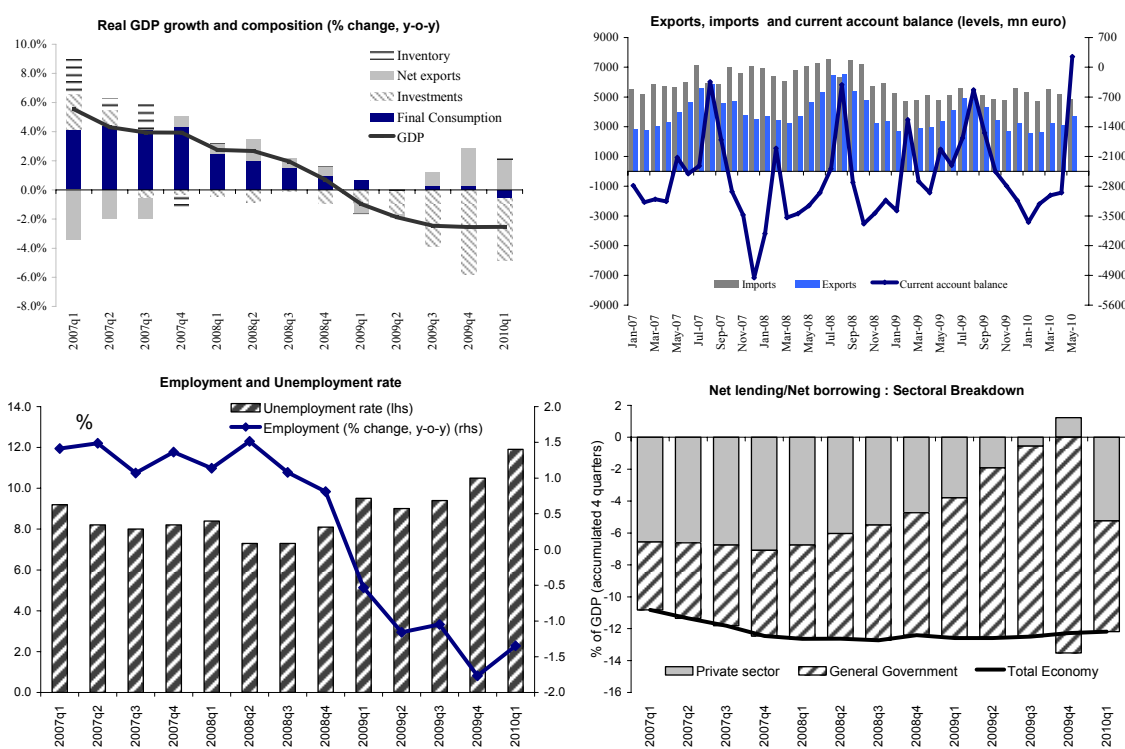 Real GDP growth and composition (% change, y-o-y)
10.0%
8.0%
6.0%
4.0%
2.0%
0.0%
-2.0%
-4.0%
-6.0%
-8.0%
Inventory
Net exports
Investments
Final Consumption
GDP
2007q1
2007q2
2007q3
2007q4
2008q1
2008q2
2008q3
2008q4
2009q1
2009q2
2009q3
2009q4
2010q1
Exports, imports and current account balance (levels, mn euro)
9000
7000
5000
3000
1000
-1000
-3000
-5000
-7000
-9000
700
0
-700
-1400
-2100
-2800
-3500
-4200
-4900
-5600
Imports
Exports
Current account balance
Jan-07
Mar-07
May-07
Jul-07
Sep-07
Nov-07
Jan-08
Mar-08
May-08
Jul-08
Sep-08
Nov-08
Jan-09
Mar-09
May-09
Jul-09
Sep-09
Nov-09
Jan-10
Mar-10
May-10
Employment and Unemployment rate
14.0
12.0
10.0
8.0
6.0
4.0
2.0
0.0
%
Unemployment rate (lhs)
Employment (% change, y-o-y) (rhs)
2.0
1.5
1.0
0.5
0.0
-0.5
-1.0
-1.5
-2.0
2007q1
2007q2
2007q3
2007q4
2008q1
2008q2
2008q3
2008q4
2009q1
2009q2
2009q3
2009q4
2010q1
Net lending/Net borrowing : Sectoral Breakdown
% of GDP (accumulated 4 quarters)
2
0
-2
-4
-6
-8
-10
-12
-14
-16
Private sector
General Government
Total Economy
2007q1
2007q2
2007q3
2007q4
2008q1
2008q2
2008q3
2008q4
2009q1
2009q2
2009q3
2009q4
2010q1